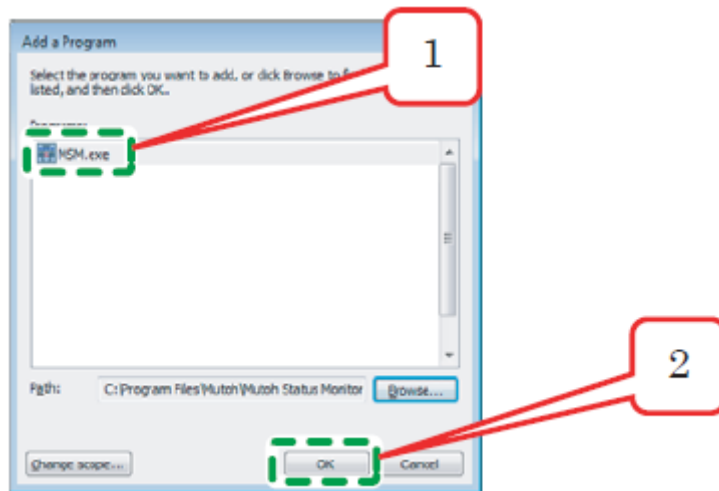 Add a Program
1
Select the program you want to add, or click Browse to
listed, and then click OK.
MSM.exe
Path:
C:\Program Files\Mutoh\Mutoh Status Monitor
Browse...
2
Change scope...
OK
Cancel